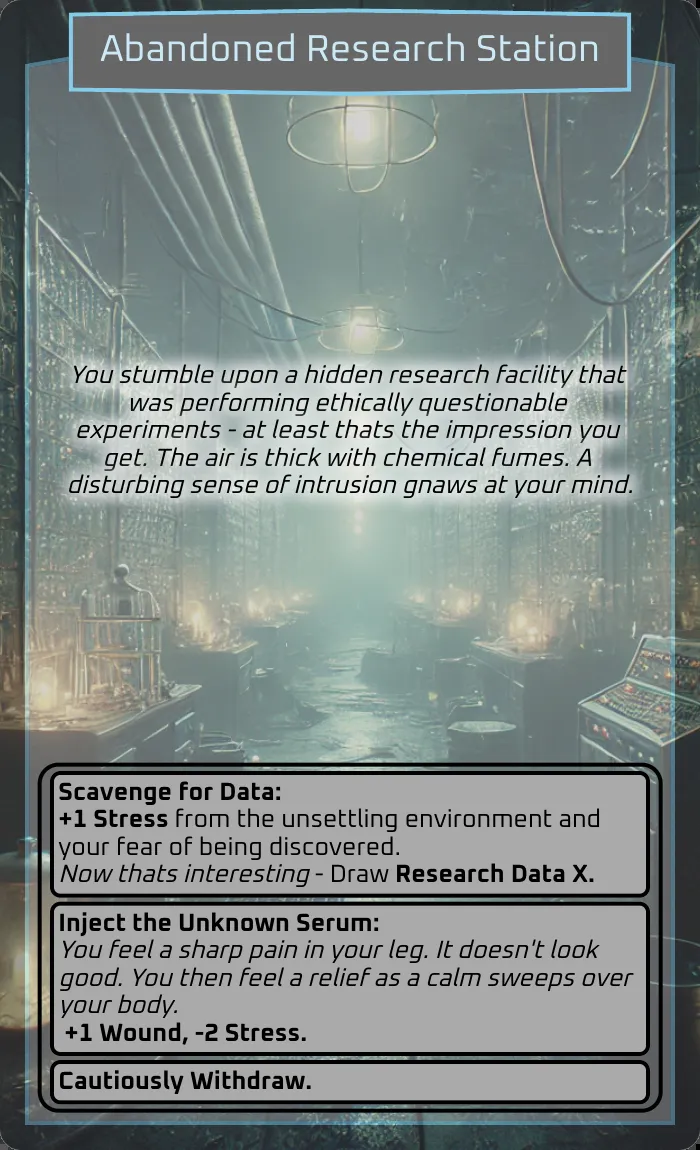 Abandoned Research Station
You stumble upon a hidden research facility that
was performing ethically questionable
experiments - at least thats the impression you
get. The air is thick with chemical fumes. A
disturbing sense of intrusion gnaws at your mind.
Scavenge for Data:
+1 Stress from the unsettling environment and
your fear of being discovered.
Now thats interesting - Draw Research Data X.
Inject the Unknown Serum:
You feel a sharp pain in your leg. It doesn't look
good. You then feel a relief as a calm sweeps over
your body.
+1 Wound, -2 Stress.
Cautiously Withdraw.